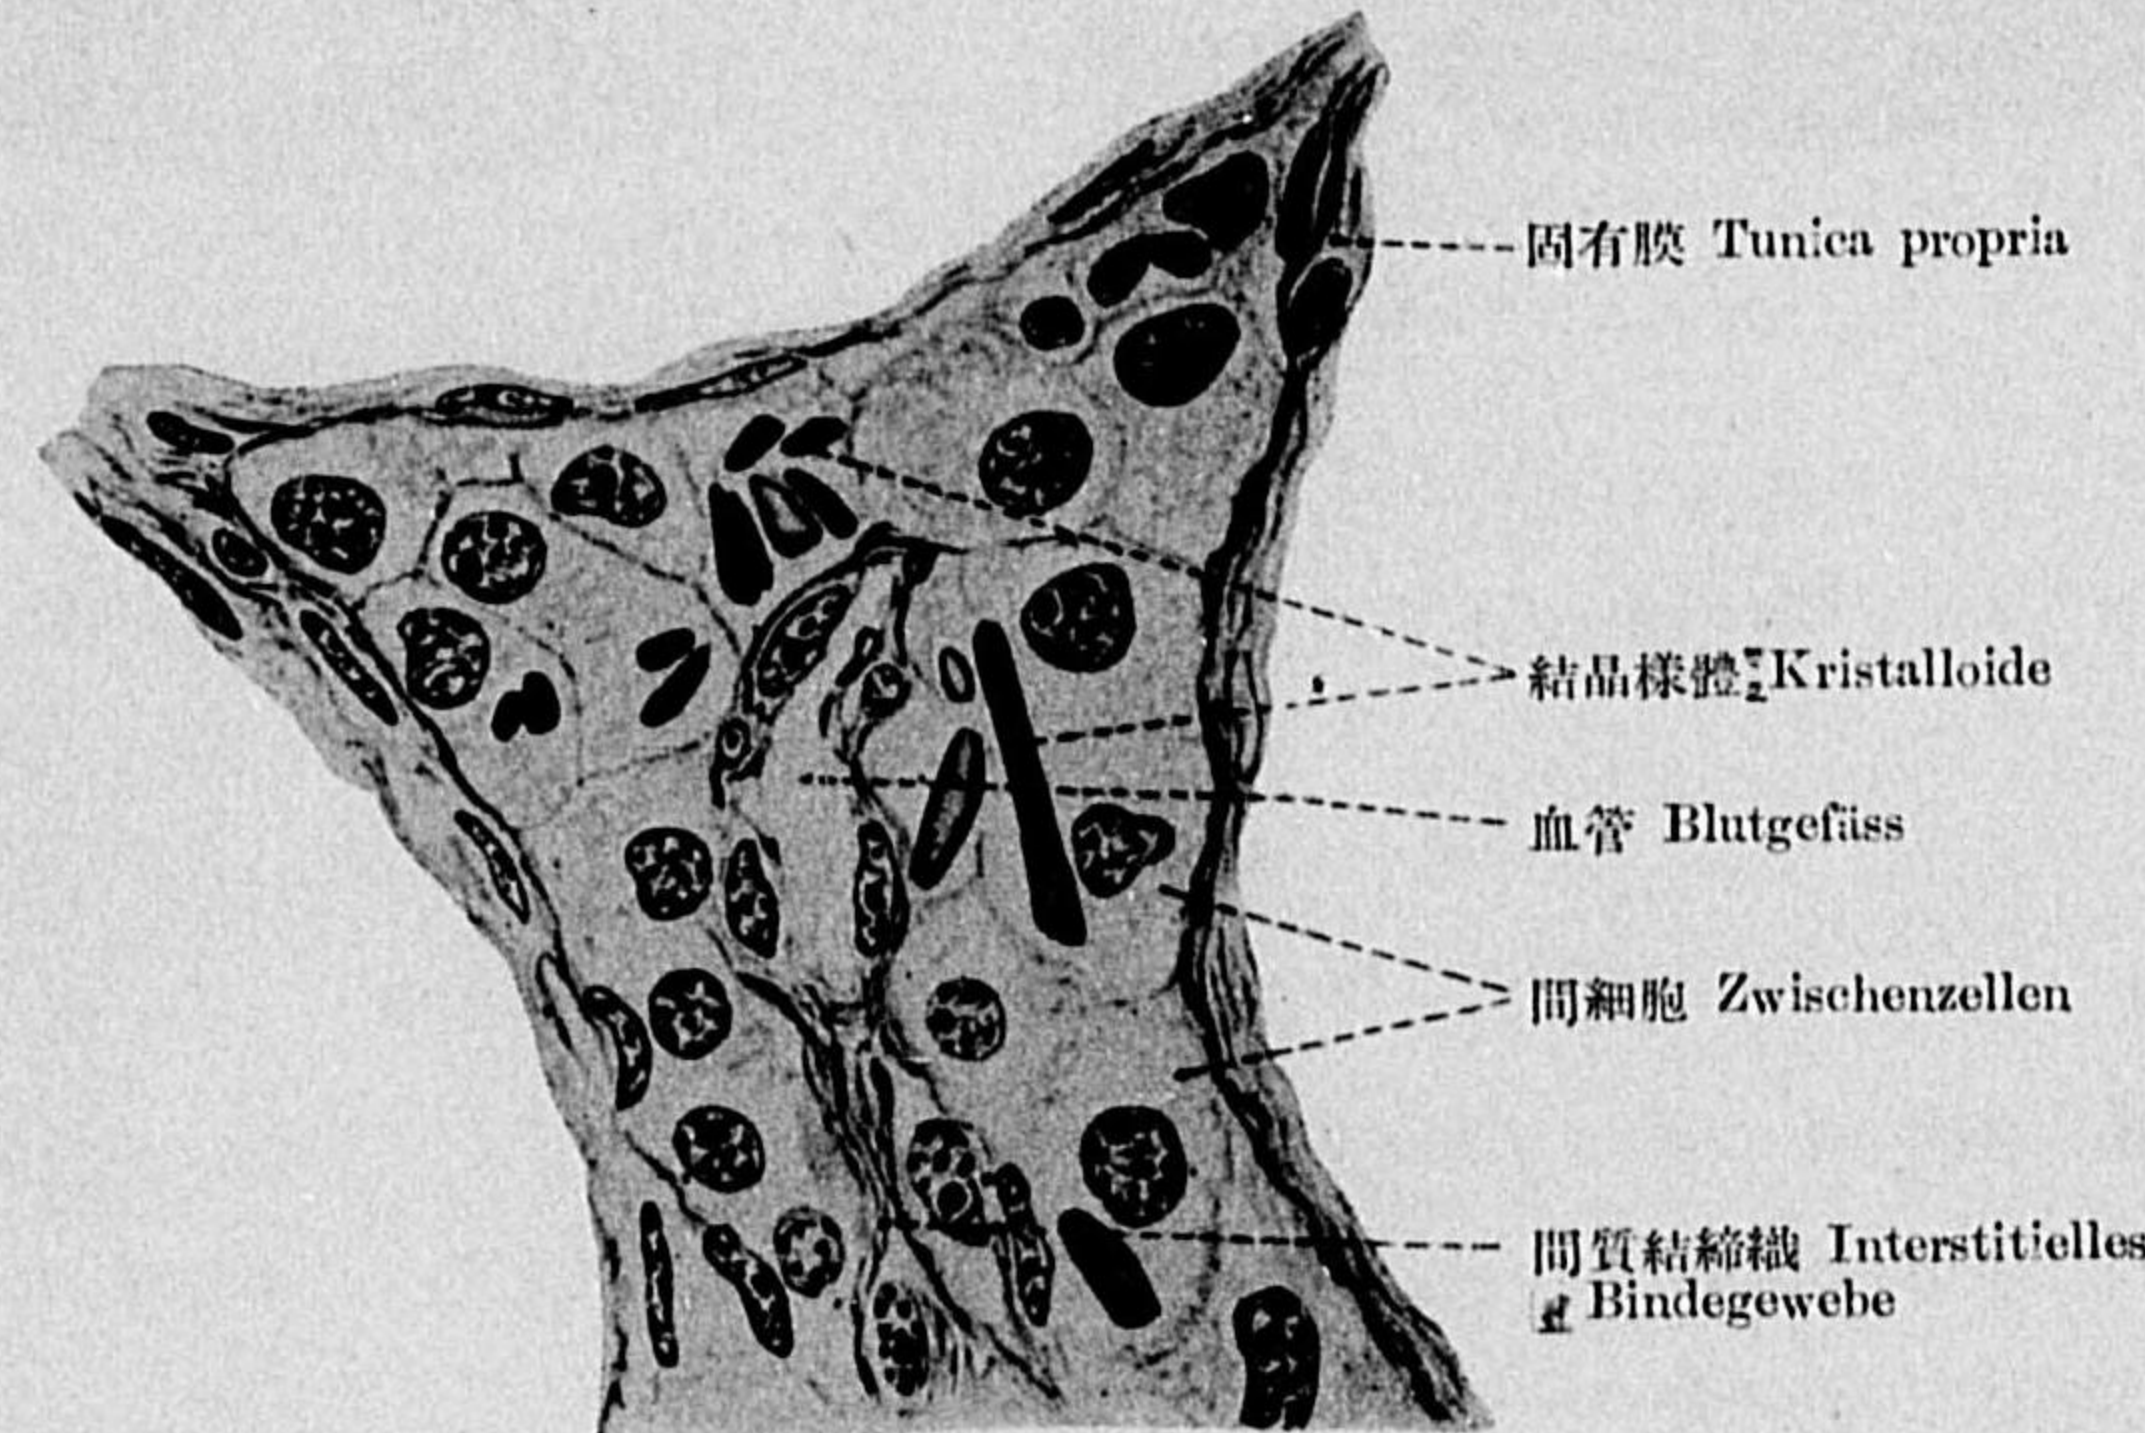 固有膜 Tunica propria
結晶樣體 Kristalloide
血管 Blutgefäss
間細胞 Zwischenzellen
間質結締織 Interstitielles
Bindegewebe